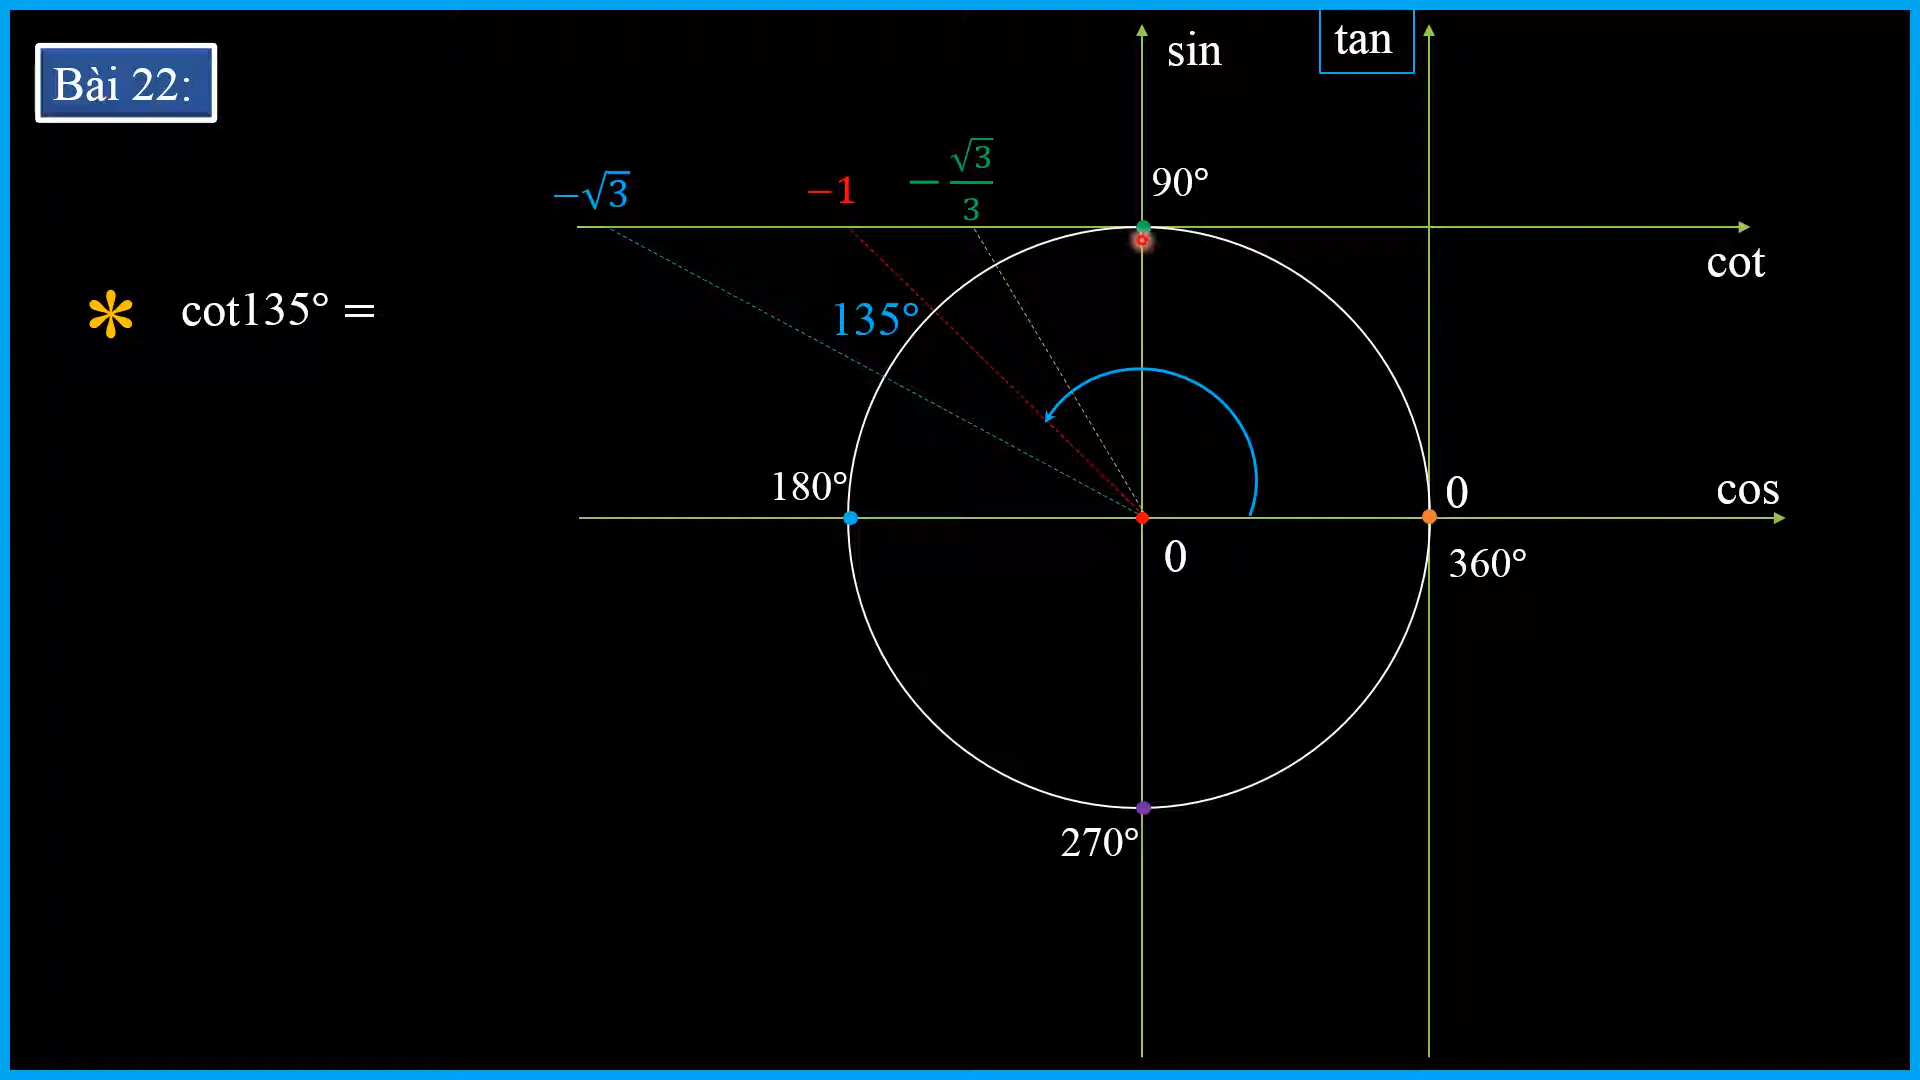 sin
tan
Bài 22:
−√3
−1
−√3/3
90°
cot
cot135° =
135°
180°
0
cos
0
360°
270°